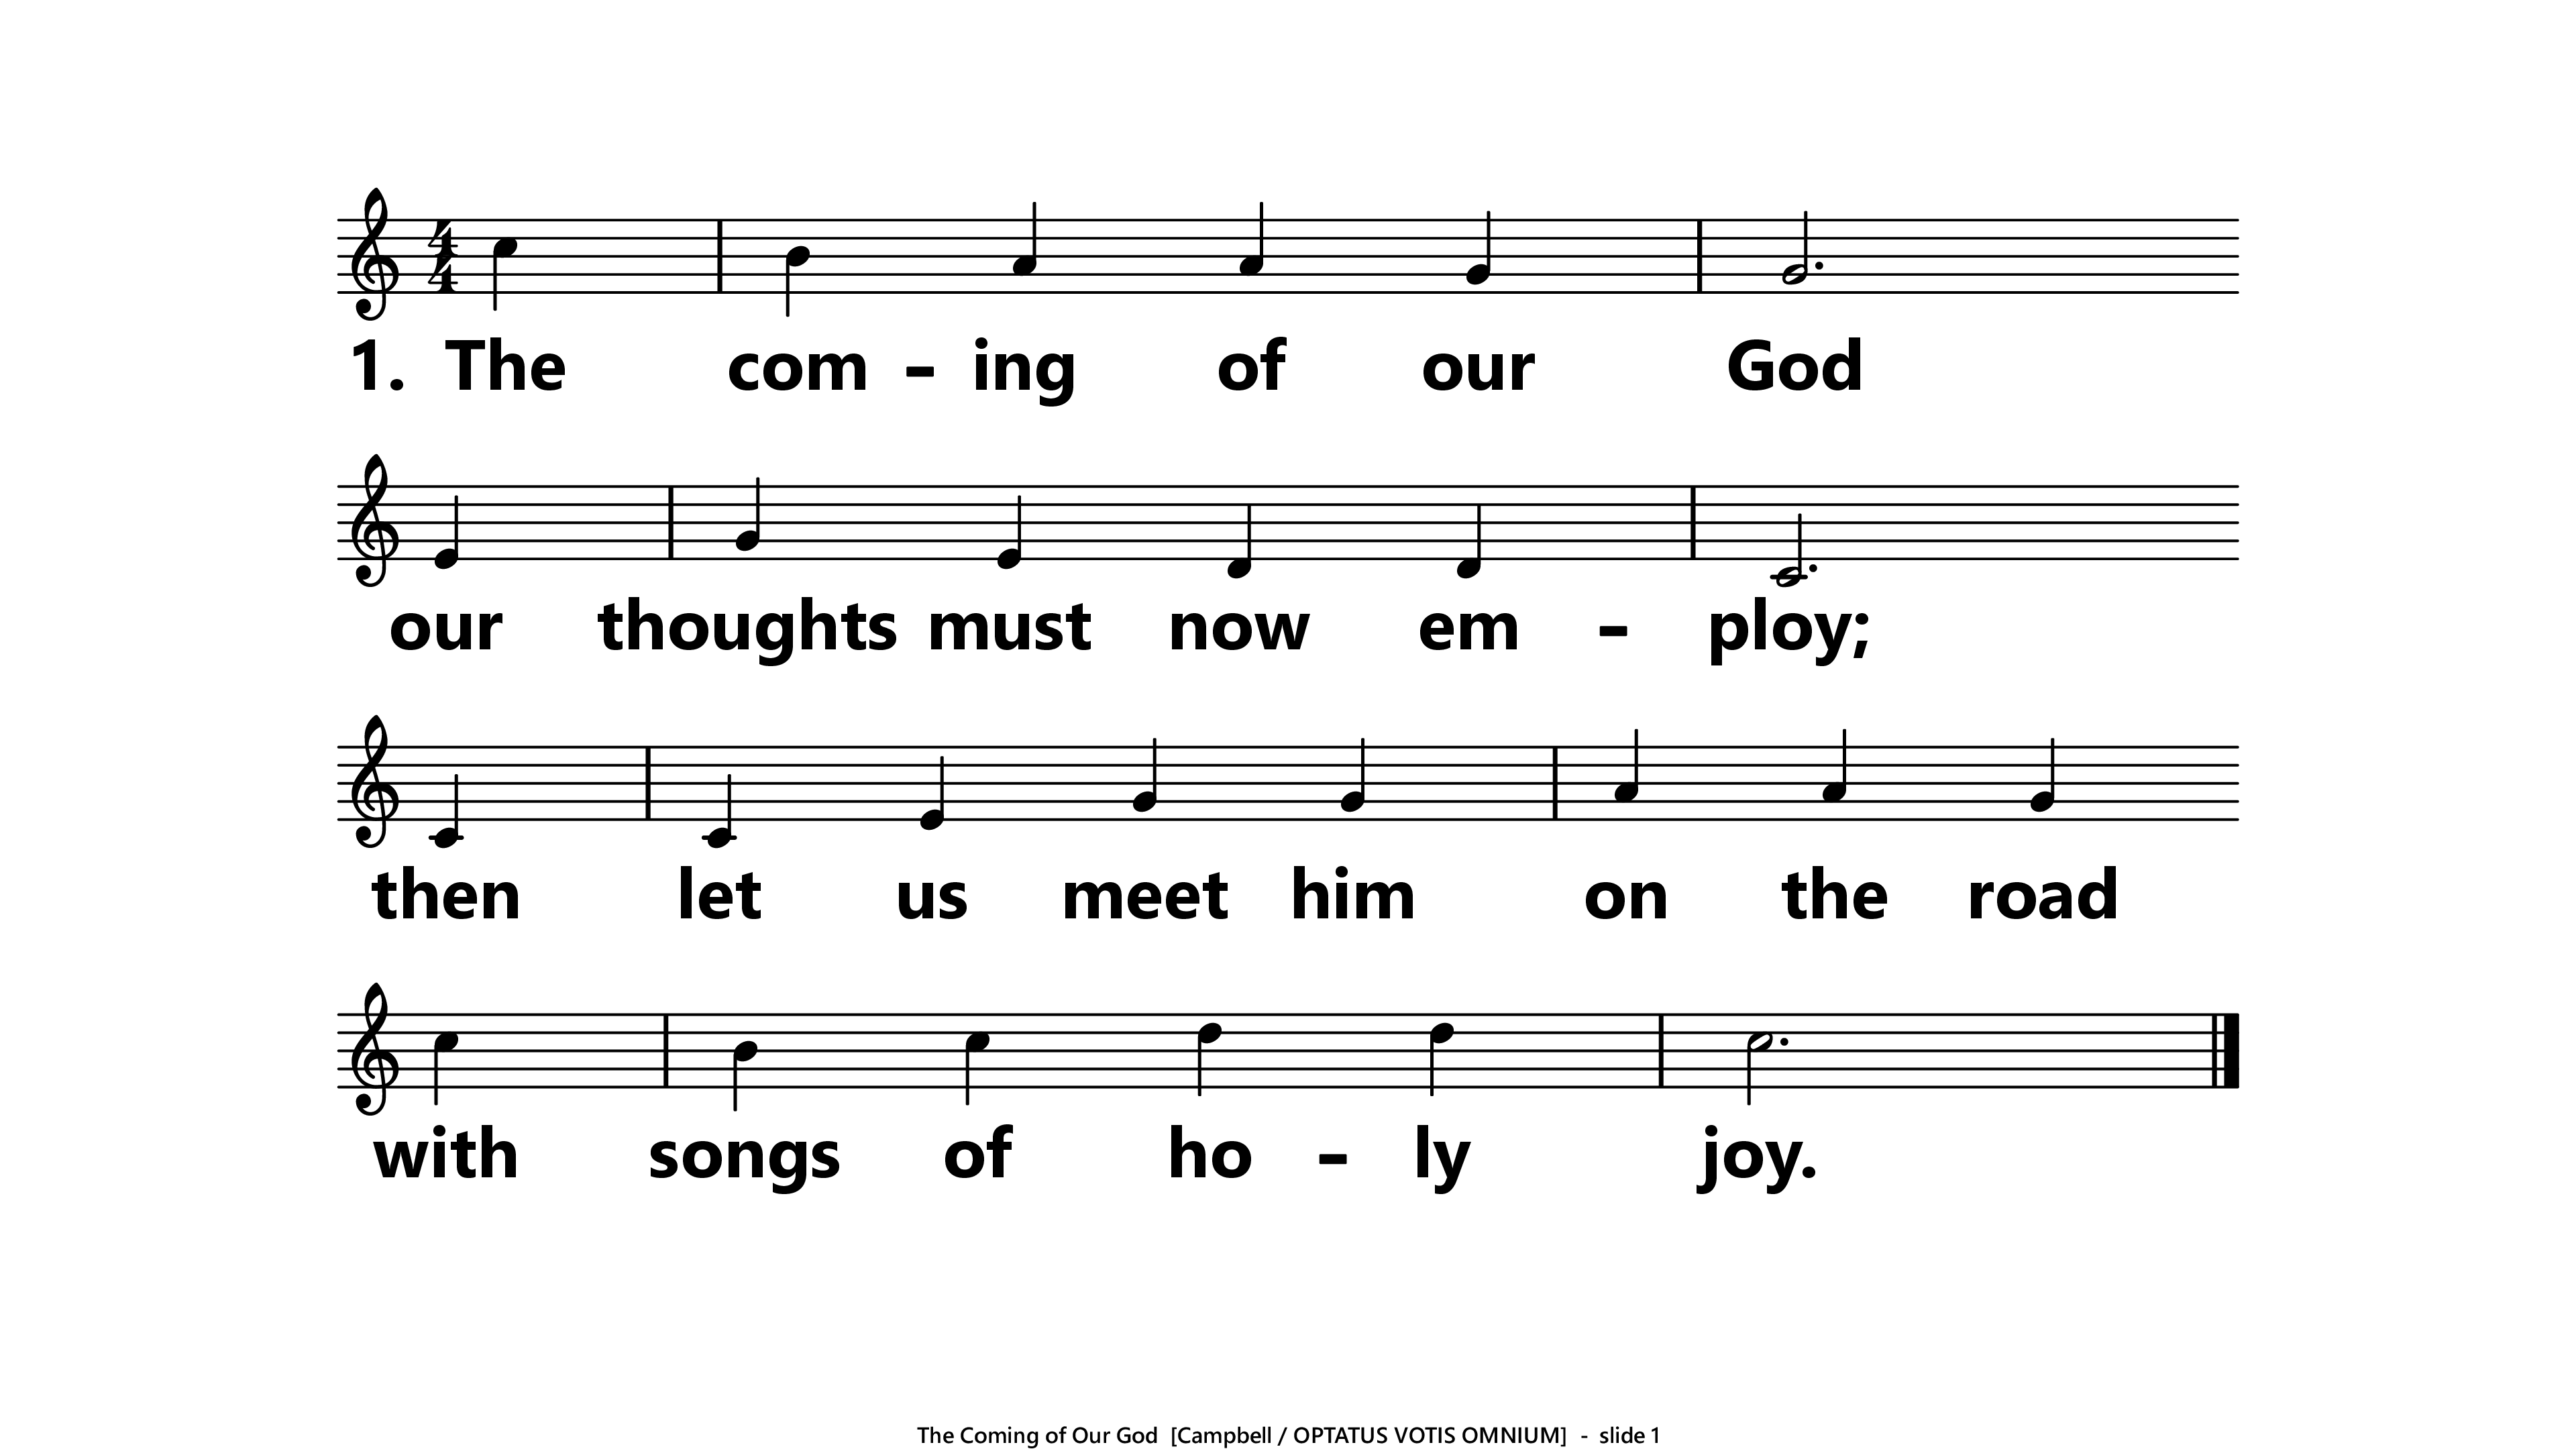 1. The com - ing of our God
our thoughts must now em - ploy;
then let us meet him on the road
with songs of ho - ly joy.
The Coming of Our God [Campbell / OPTATUS VOTIS OMNIUM] - slide 1